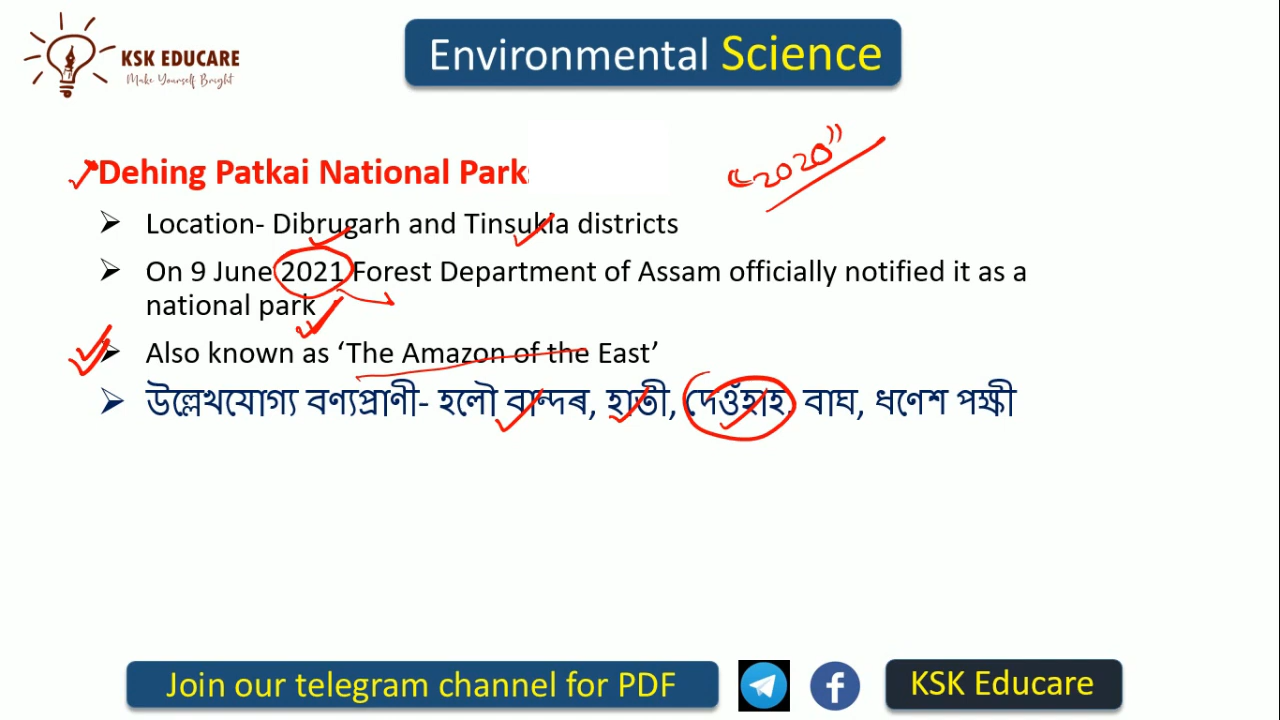 KSK EDUCARE
Make Yourself Bright
Environmental Science
Dehing Patkai National Park:
"2020"
➢ Location- Dibrugarh and Tinsukia districts
➢ On 9 June 2021 Forest Department of Assam officially notified it as a
national park
➢ Also known as ‘The Amazon of the East’
➢ উল্লেখযোগ্য বণ্যপ্ৰাণী- হলৌ বান্দৰ, হাতী, দেওঁহাহ, বাঘ, ধণেশ পক্ষী
Join our telegram channel for PDF
KSK Educare